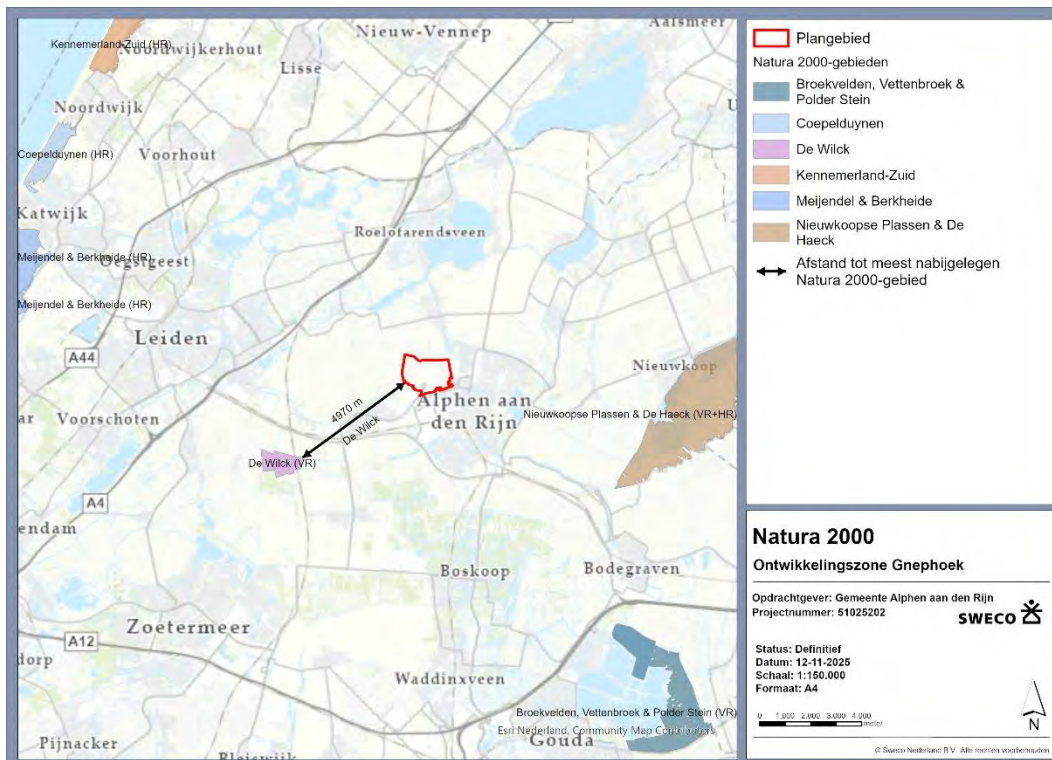 Kennemerland-Zuid (HR)
Noordwijkerhout
Nieuw-Vennep
Aalsmeer
Lisse
Noordwijk
Voorhout
Coepelduynen (HR)
Katwijk
Roelofarendsveen
Meijendel & Berkheide (HR)
Oegstgeest
Meijendel & Berkheide (HR)
Leiden
A44
Nieuwkoop
Voorschoten
Alphen aan
den Rijn
Nieuwkoopse Plassen & De Haeck (VR+HR)
4970 m
De Wilck
De Wilck (VR)
A4
endam
Boskoop
Bodegraven
Zoetermeer
A12
dorp
Waddinxveen
Broekvelden, Vettenbroek & Polder Stein (VR)
Esri Nederland, Community Map Contributors
Gouda
Pijnacker
Bleiswijk
Plangebied
Natura 2000-gebieden
Broekvelden, Vettenbroek &
Polder Stein
Coepelduynen
De Wilck
Kennemerland-Zuid
Meijendel & Berkheide
Nieuwkoopse Plassen & De
Haeck
Afstand tot meest nabijgelegen
Natura 2000-gebied
Natura 2000
Ontwikkelingszone Gnephoek
Opdrachtgever: Gemeente Alphen aan den Rijn
Projectnummer: 51025202
SWECO
Status: Definitief
Datum: 12-11-2025
Schaal: 1:150.000
Formaat: A4
0 1.000 2.000 3.000 4.000
meter
N
© Sweco Nederland B.V. Alle rechten voorbehouden